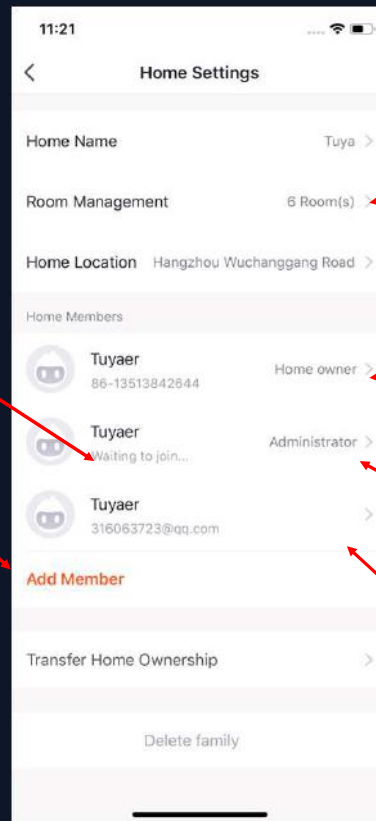 11:21
Home Settings
Home Name Tuya
Room Management 6 Room(s)
Home Location Hangzhou Wuchanggang Road
Home Members
Tuyaer
86-13513842644
Home owner
Tuyaer
Waiting to join...
Administrator
Tuyaer
316063723@qq.com
Add Member
Transfer Home Ownership
Delete family